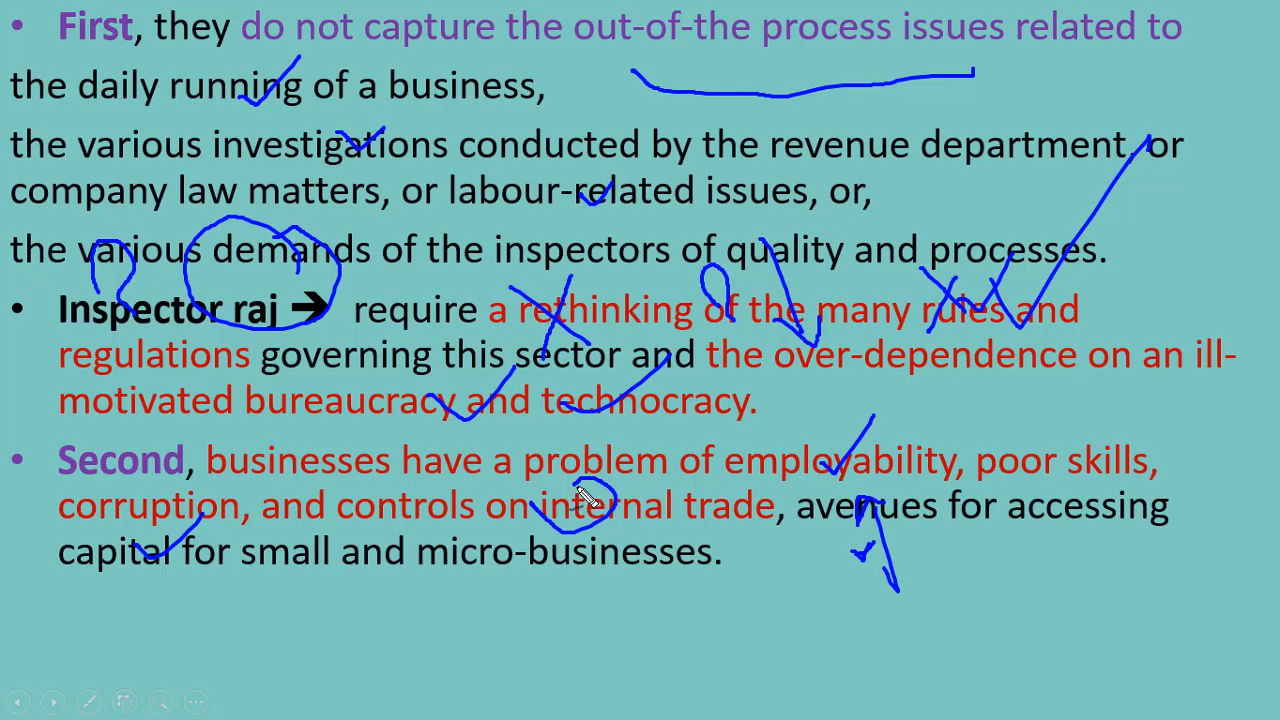 • First, they do not capture the out-of-the process issues related to
the daily running of a business,
the various investigations conducted by the revenue department, or
company law matters, or labour-related issues, or,
the various demands of the inspectors of quality and processes.
• Inspector raj ➔ require a rethinking of the many rules and
regulations governing this sector and the over-dependence on an ill-
motivated bureaucracy and technocracy.
• Second, businesses have a problem of employability, poor skills,
corruption, and controls on internal trade, avenues for accessing
capital for small and micro-businesses.